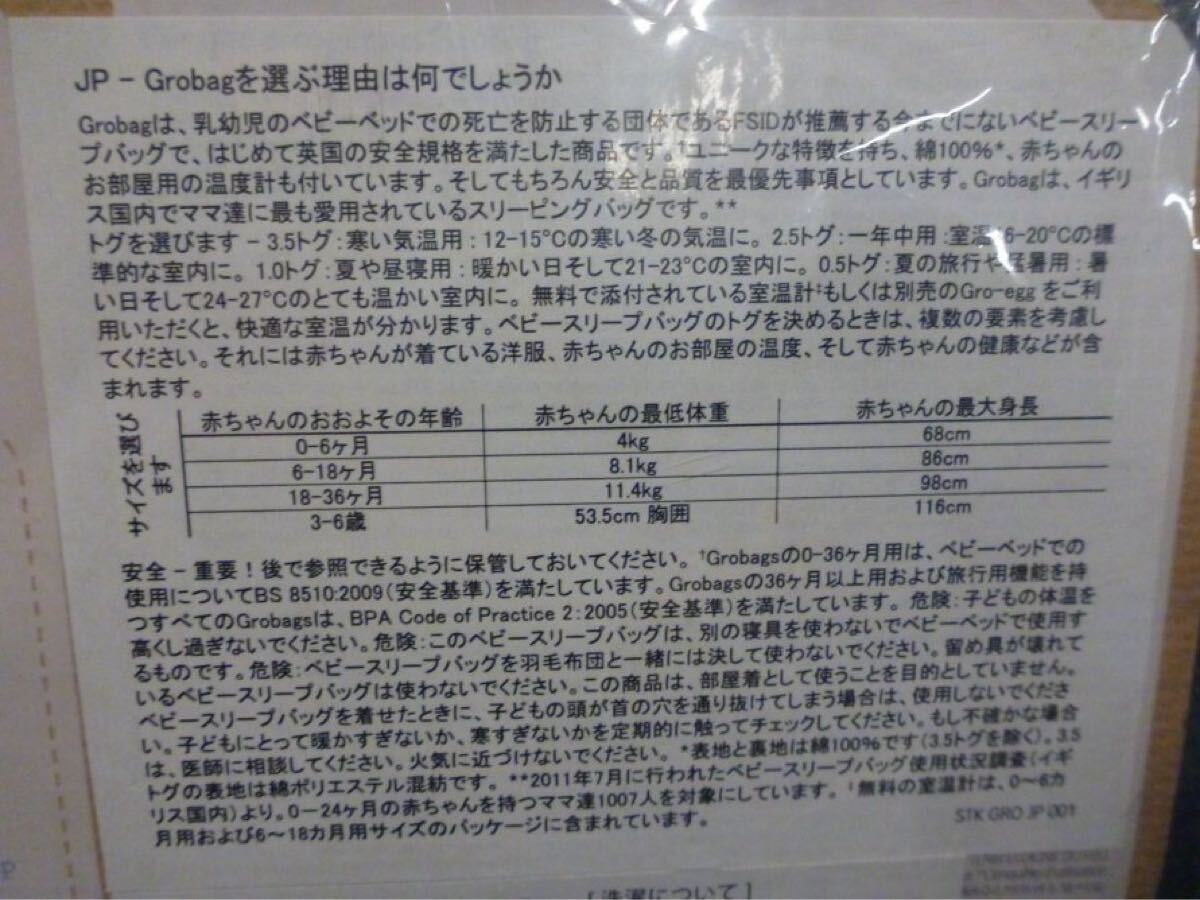 JP - Grobagを選ぶ理由は何でしょうか
Grobagは、乳幼児のベビーベッドでの死亡を防止する団体であるFSIDが推薦する今までにないベビースリー
プバッグで、はじめて英国の安全規格を満たした商品です。†ユニークな特徴を持ち、綿100%*、赤ちゃんの
お部屋用の温度計も付いています。そしてもちろん安全と品質を最優先事項としています。Grobagは、イギリ
ス国内でママ達に最も愛用されているスリーピングバッグです。**
トグを選びます - 3.5トグ：寒い気温用：12-15°Cの寒い冬の気温に。2.5トグ：一年中用：室温16-20°Cの標
準的な室内に。1.0トグ：夏や昼寝用：暖かい日そして21-23°Cの室内に。0.5トグ：夏の旅行や猛暑用：暑
い日そして24-27°Cのとても温かい室内に。無料で添付されている室温計‡もしくは別売のGro-eggをご利
用いただくと、快適な室温が分かります。ベビースリープバッグのトグを決めるときは、複数の要素を考慮し
てください。それには赤ちゃんが着ている洋服、赤ちゃんのお部屋の温度、そして赤ちゃんの健康などが含
まれます。
サイズを選び
ます
赤ちゃんのおおよその年齢 赤ちゃんの最低体重 赤ちゃんの最大身長
0-6ヶ月 4kg 68cm
6-18ヶ月 8.1kg 86cm
18-36ヶ月 11.4kg 98cm
3-6歳 53.5cm 胸囲 116cm
安全 - 重要！後で参照できるように保管しておいてください。†Grobagsの0-36ヶ月用は、ベビーベッドでの
使用についてBS 8510:2009（安全基準）を満たしています。Grobagsの36ヶ月以上用および旅行用機能を持
つすべてのGrobagsは、BPA Code of Practice 2:2005（安全基準）を満たしています。危険：子どもの体温を
高くし過ぎないでください。危険：このベビースリープバッグは、別の寝具を使わないでベビーベッドで使用す
るものです。危険：ベビースリープバッグを羽毛布団と一緒には決して使わないでください。留め具が壊れて
いるベビースリープバッグは使わないでください。この商品は、部屋着として使うことを目的としていません。
ベビースリープバッグを着せたときに、子どもの頭が首の穴を通り抜けてしまう場合は、使用しないでくださ
い。子どもにとって暖かすぎないか、寒すぎないかを定期的に触ってチェックしてください。もし不確かな場合
は、医師に相談してください。火気に近づけないでください。*表地と裏地は綿100%です（3.5トグを除く）。3.5
トグの表地は綿ポリエステル混紡です。**2011年7月に行われたベビースリープバッグ使用状況調査（イギ
リス国内）より。0－24ヶ月の赤ちゃんを持つママ達1007人を対象にしています。‡無料の室温計は、0～6カ
月用および6～18カ月用サイズのパッケージに含まれています。
STK GRO JP 001
[洗濯について]